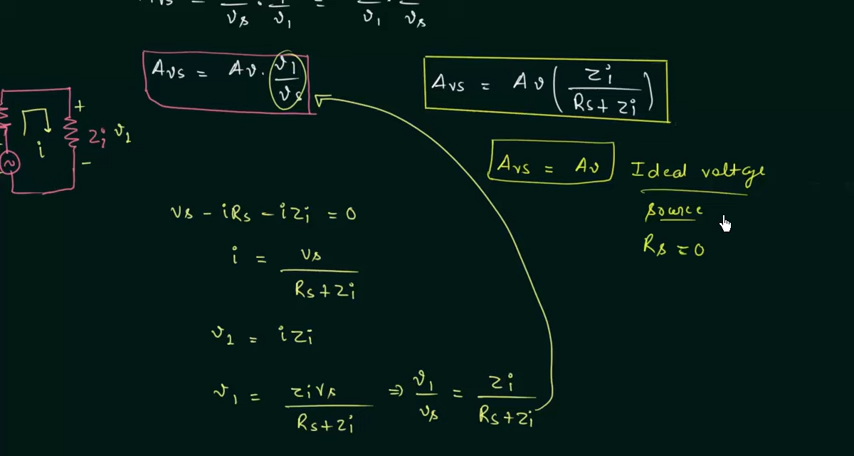 Avs = Av · v1/vs
Avs = Av ( Zi / (Rs + Zi) )
+
i
Zi v1
-
Avs = Av
Ideal voltage
source
Rs = 0
vs - iRs - iZi = 0
i = vs / (Rs + Zi)
v1 = iZi
v1 = Zivs / (Rs + Zi) ⇒ v1/vs = Zi / (Rs + Zi)